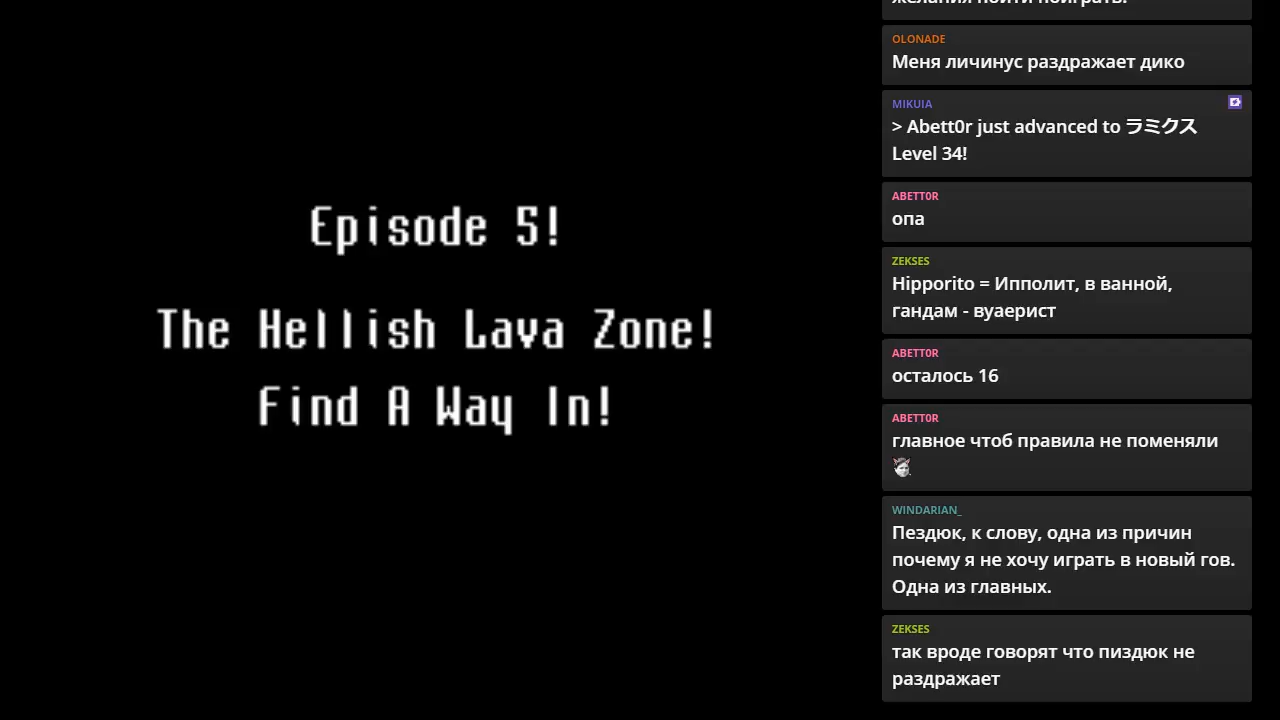 Episode 5!
The Hellish Lava Zone!
Find A Way In!
желания пойти поиграть.
OLONADE
Меня личинус раздражает дико
MIKUIA
> Abett0r just advanced to ラミクス
Level 34!
ABETT0R
опа
ZEKSES
Hipporito = Ипполит, в ванной,
гандам - вуаерист
ABETT0R
осталось 16
ABETT0R
главное чтоб правила не поменяли
WINDARIAN_
Пездюк, к слову, одна из причин
почему я не хочу играть в новый гов.
Одна из главных.
ZEKSES
так вроде говорят что пиздюк не
раздражает